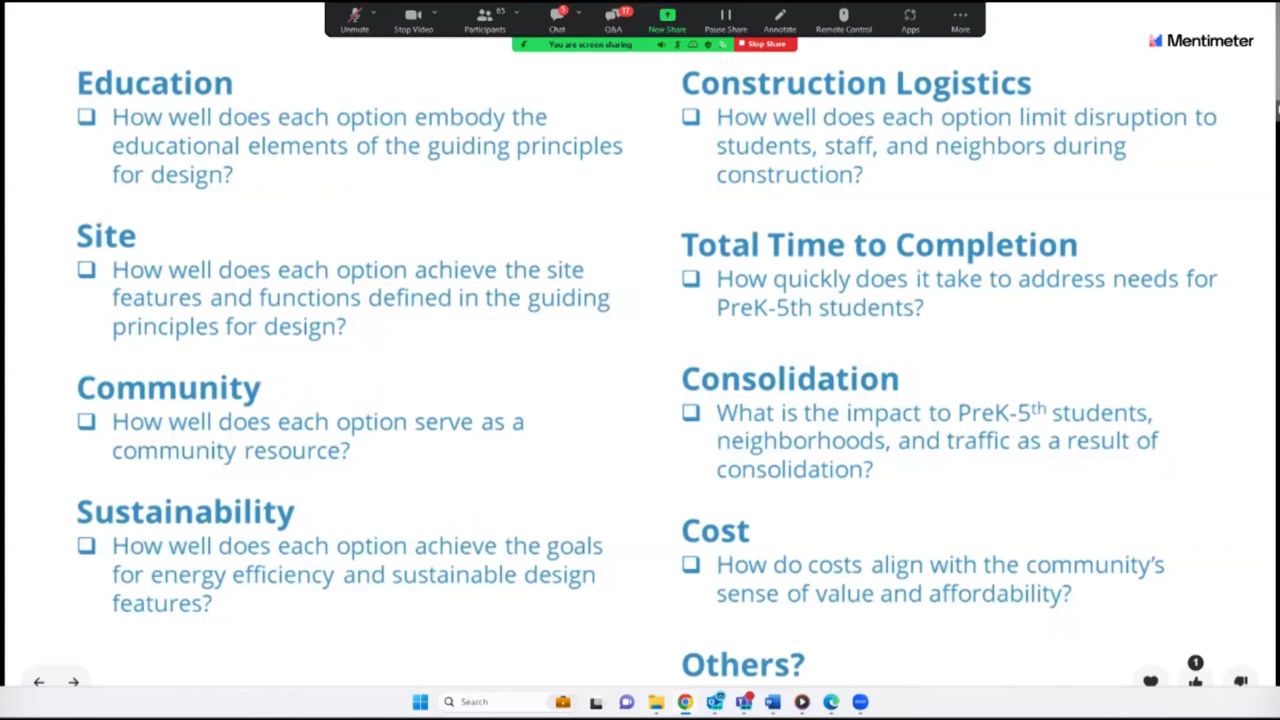 Unmute
Stop Video
65
Participants
5
Chat
17
Q&A
New Share
Pause Share
Annotate
Remote Control
Apps
More
You are screen sharing
Stop Share
Mentimeter
Education
How well does each option embody the
educational elements of the guiding principles
for design?
Site
How well does each option achieve the site
features and functions defined in the guiding
principles for design?
Community
How well does each option serve as a
community resource?
Sustainability
How well does each option achieve the goals
for energy efficiency and sustainable design
features?
Construction Logistics
How well does each option limit disruption to
students, staff, and neighbors during
construction?
Total Time to Completion
How quickly does it take to address needs for
PreK-5th students?
Consolidation
What is the impact to PreK-5th students,
neighborhoods, and traffic as a result of
consolidation?
Cost
How do costs align with the community's
sense of value and affordability?
Others?
1
Search